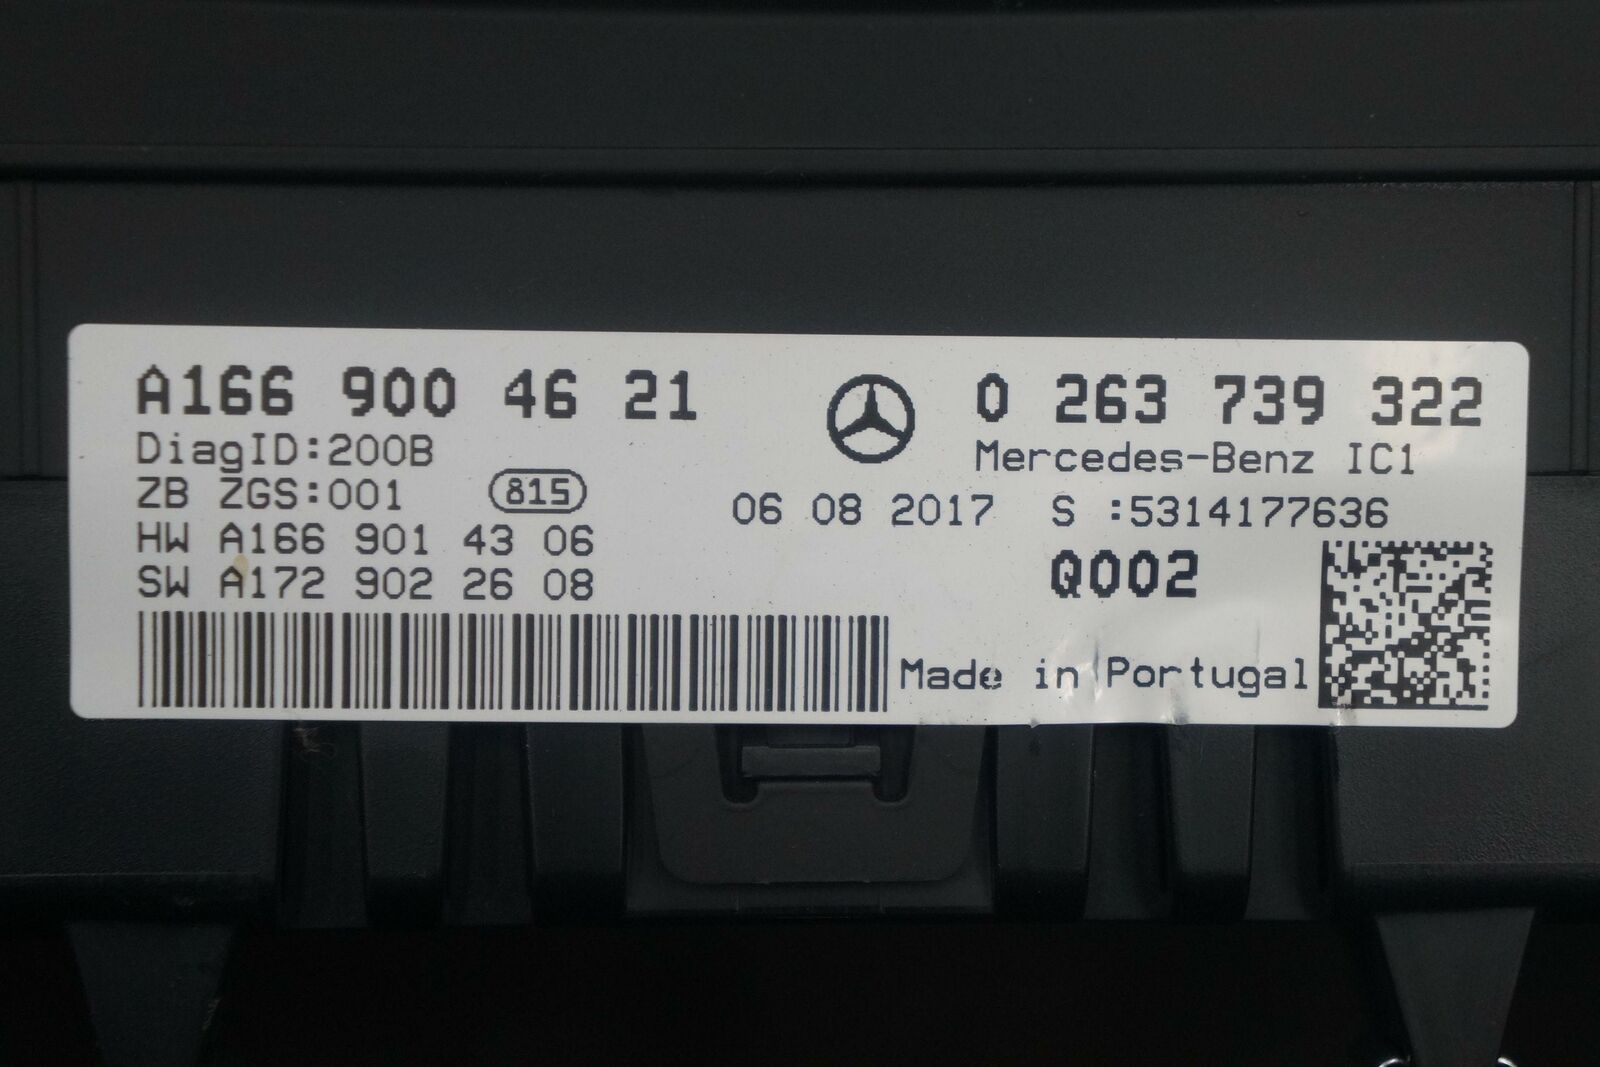 A166 900 46 21
DiagID:200B
ZB ZGS:001 815
HW A166 901 43 06
SW A172 902 26 08
0 263 739 322
Mercedes-Benz IC1
06 08 2017 S :5314177636
Q002
Made in Portugal